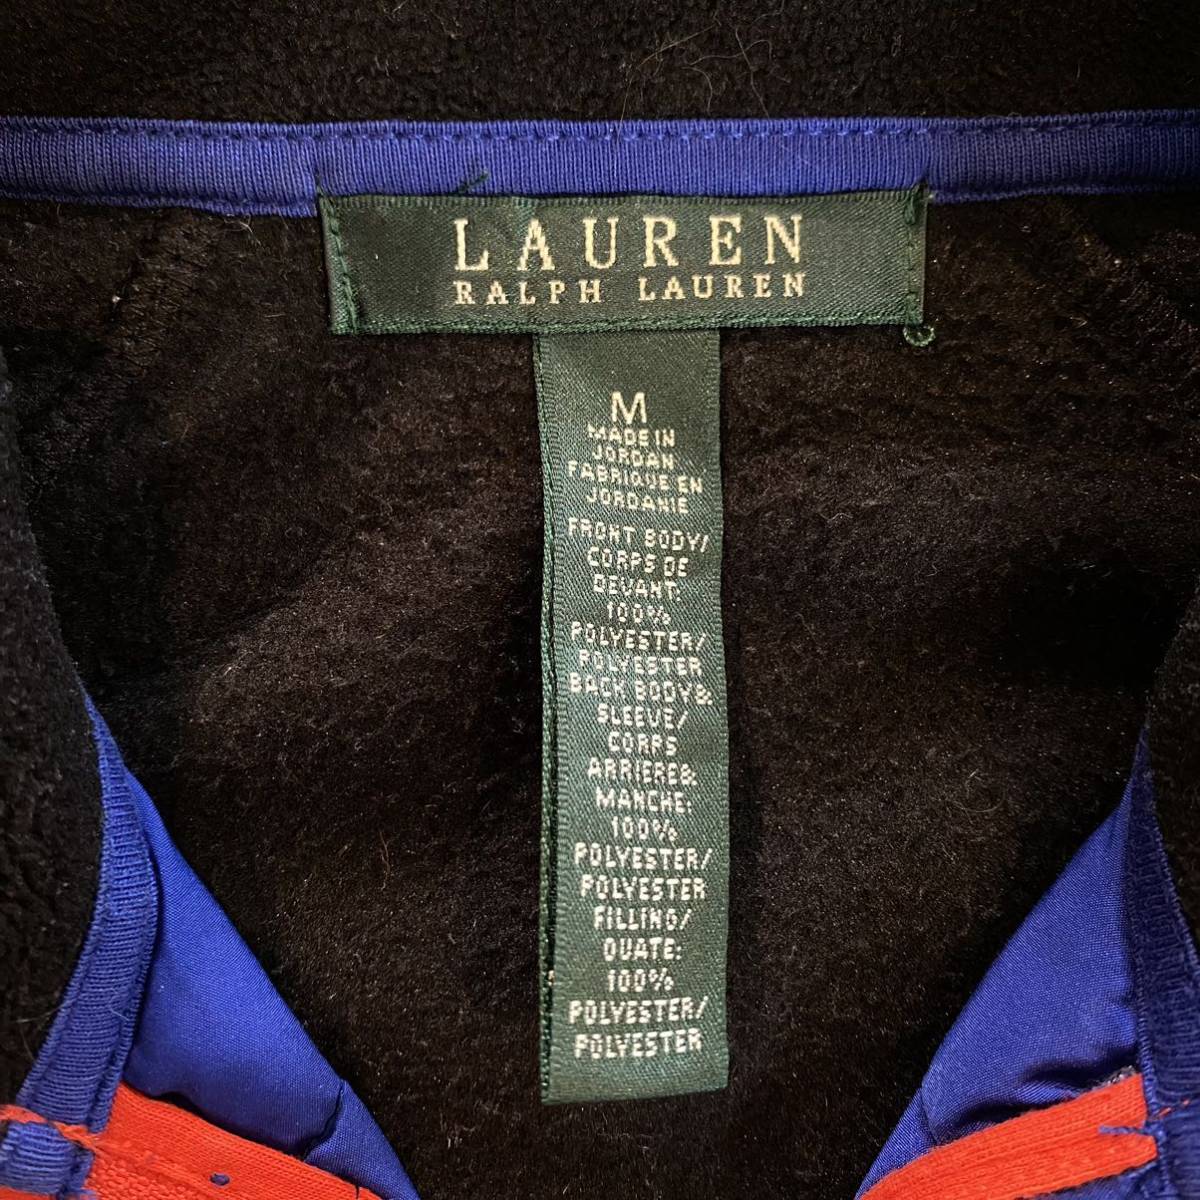 LAUREN
RALPH LAUREN
M
MADE IN
JORDAN
FABRIQUE EN
JORDANIE
FRONT BODY/
CORPS DE
DEVANT:
100%
POLYESTER/
POLYESTER
BACK BODY&
SLEEVE/
CORPS
ARRIERE&
MANCHE:
100%
POLYESTER/
POLYESTER
FILLING/
OUATE:
100%
POLYESTER/
POLYESTER